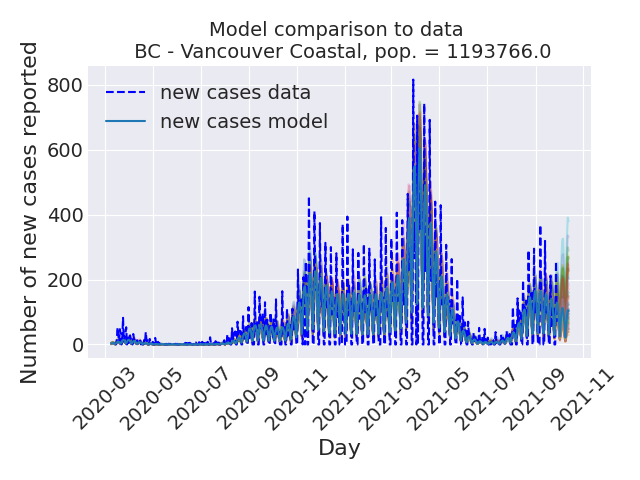 Model comparison to data
BC - Vancouver Coastal, pop. = 1193766.0
Number of new cases reported
800
600
400
200
0
new cases data
new cases model
2020-03
2020-05
2020-07
2020-09
2020-11
2021-01
2021-03
2021-05
2021-07
2021-09
2021-11
Day